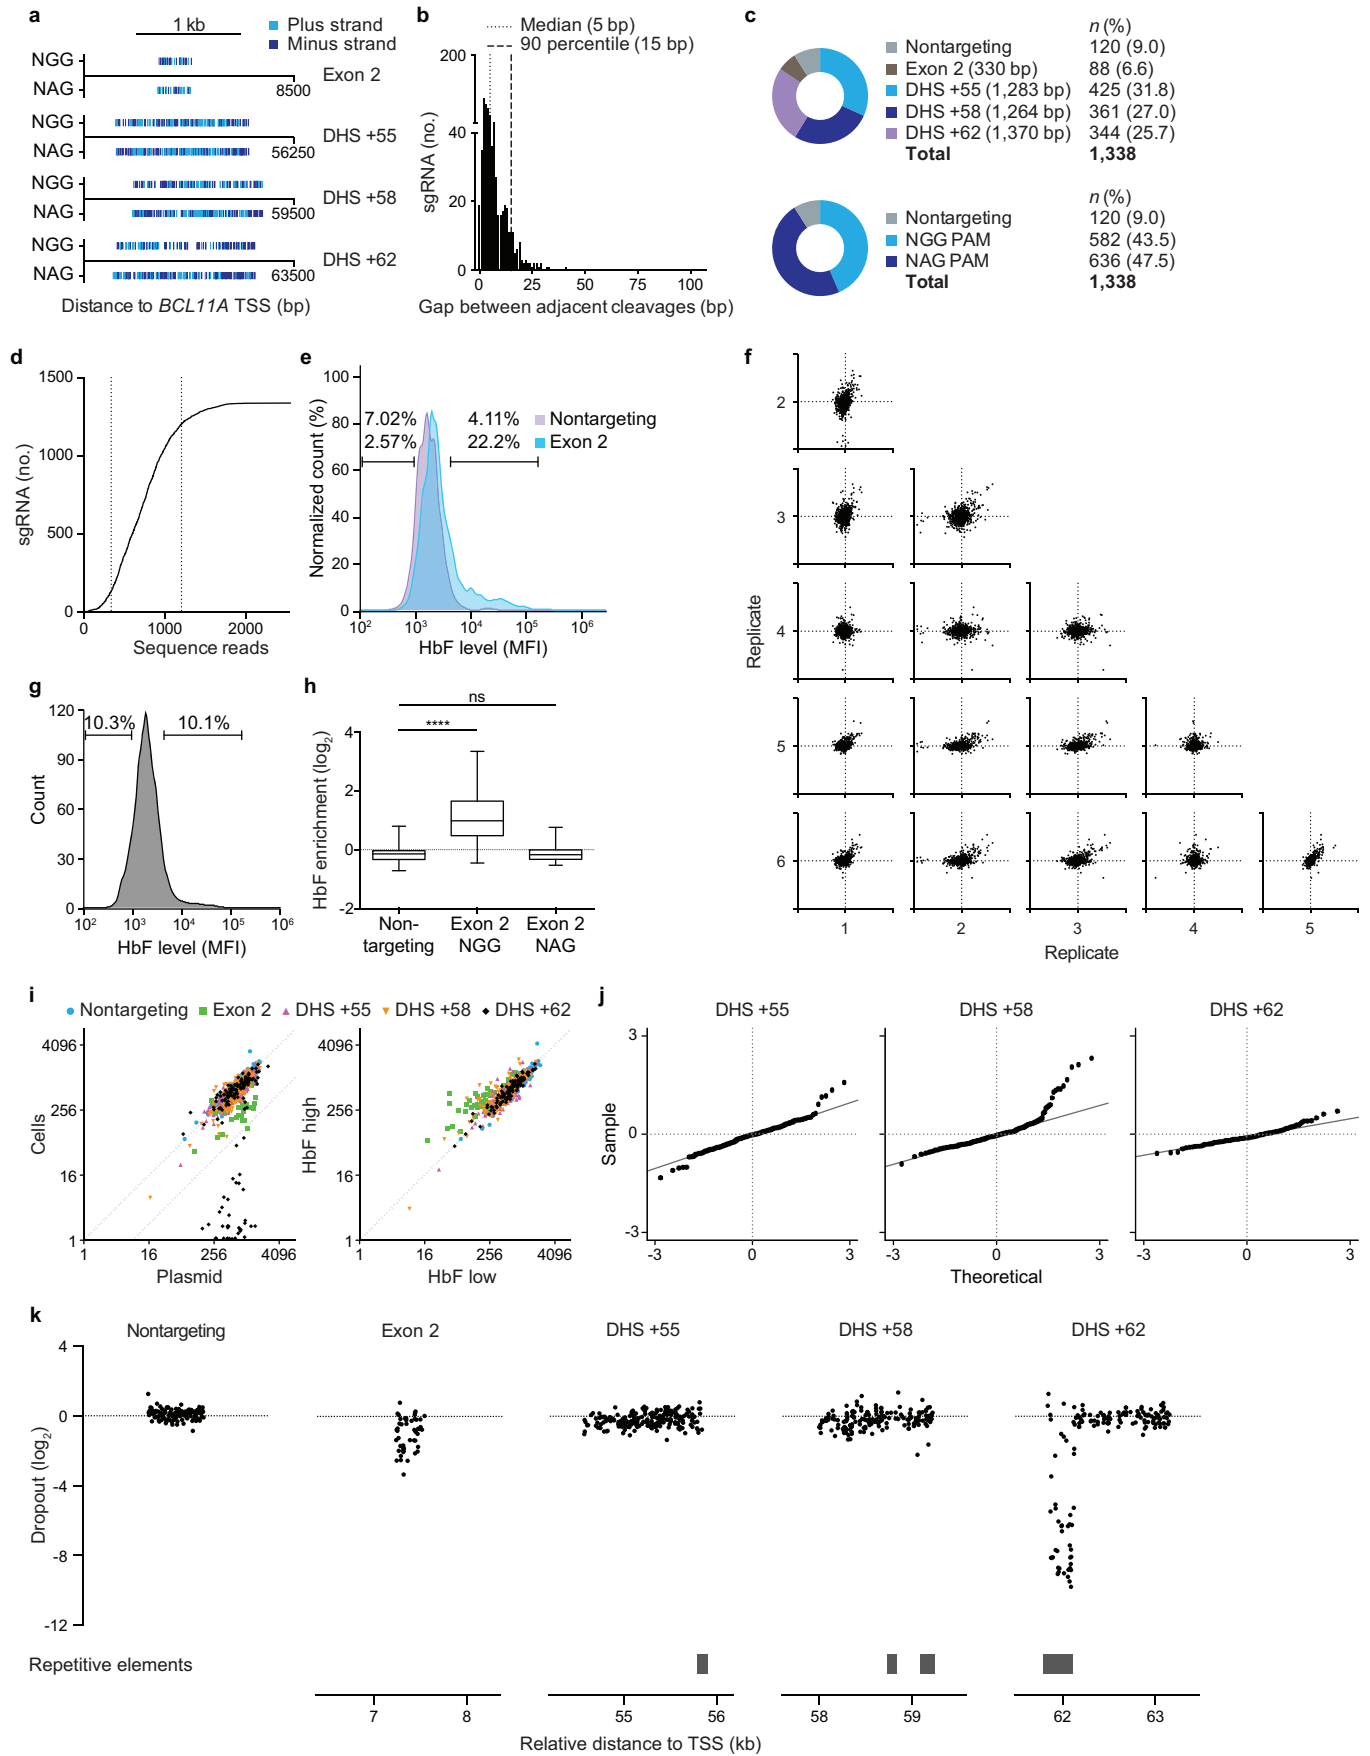 a
1 kb
Plus strand
Minus strand
NGG
NAG
8500
Exon 2
NGG
NAG
56250
DHS +55
NGG
NAG
59500
DHS +58
NGG
NAG
63500
DHS +62
Distance to BCL11A TSS (bp)
b
Median (5 bp)
90 percentile (15 bp)
200
40
20
0
sgRNA (no.)
0 25 50 75 100
Gap between adjacent cleavages (bp)
c
n (%)
Nontargeting 120 (9.0)
Exon 2 (330 bp) 88 (6.6)
DHS +55 (1,283 bp) 425 (31.8)
DHS +58 (1,264 bp) 361 (27.0)
DHS +62 (1,370 bp) 344 (25.7)
Total 1,338
n (%)
Nontargeting 120 (9.0)
NGG PAM 582 (43.5)
NAG PAM 636 (47.5)
Total 1,338
d
1500
1000
500
0
sgRNA (no.)
0 1000 2000
Sequence reads
e
100
80
60
40
20
0
Normalized count (%)
7.02% 4.11% Nontargeting
2.57% 22.2% Exon 2
10² 10³ 10⁴ 10⁵ 10⁶
HbF level (MFI)
f
2
3
4
5
6
Replicate
1 2 3 4 5
Replicate
g
120
90
60
30
0
Count
10.3% 10.1%
10² 10³ 10⁴ 10⁵ 10⁶
HbF level (MFI)
h
ns
****
4
2
0
-2
HbF enrichment (log₂)
Non-targeting
Exon 2 NGG
Exon 2 NAG
i
Nontargeting Exon 2 DHS +55 DHS +58 DHS +62
4096
256
16
1
Cells
1 16 256 4096
Plasmid
4096
256
16
1
HbF high
1 16 256 4096
HbF low
j
DHS +55 DHS +58 DHS +62
3
0
-3
Sample
-3 0 3
-3 0 3
-3 0 3
Theoretical
k
Nontargeting Exon 2 DHS +55 DHS +58 DHS +62
4
0
-4
-8
-12
Dropout (log₂)
Repetitive elements
7 8 55 56 58 59 62 63
Relative distance to TSS (kb)